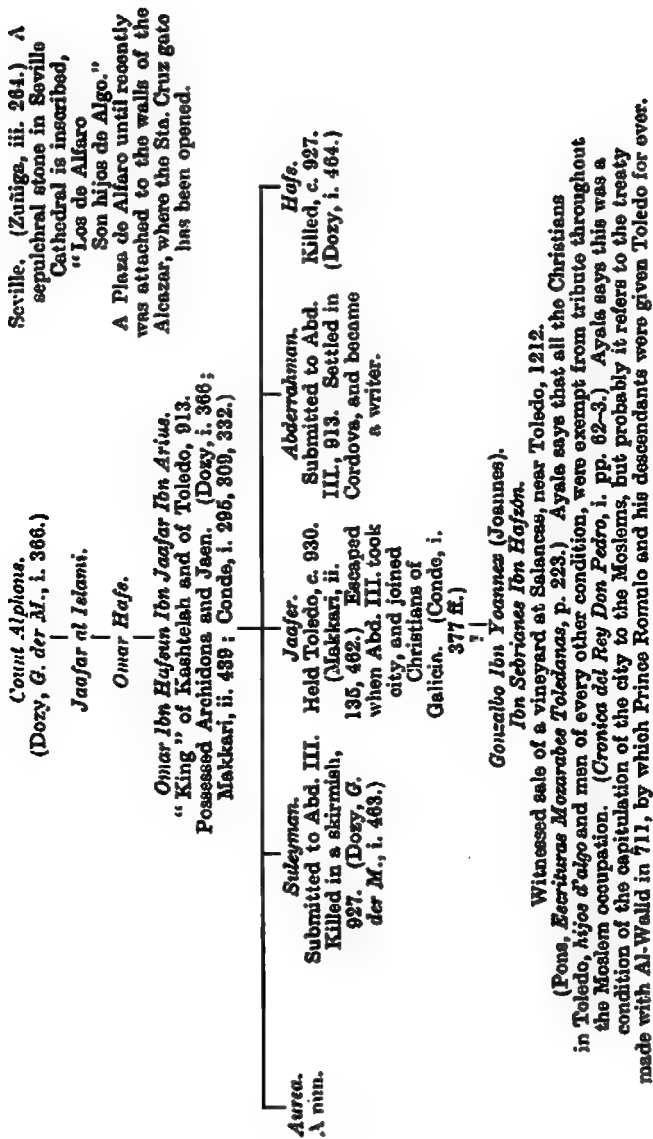 Count Alphons.
(Dozy, G. der M., i. 366.)
Jaafar al Islami.
Omar Hafs.
Omar Ibn Hafsun Ibn Jaafar Ibn Arius.
"King" of Kashtelah and of Toledo, 913.
Possessed Archidona and Jaen. (Dozy, i. 366;
Makkari, ii. 439; Conde, i. 295, 309, 332.)
Seville. (Zuñiga, iii. 264.) A
sepulchral stone in Seville
Cathedral is inscribed,
"Los de Alfaro
Son hijos de Algo."
A Plaza de Alfaro until recently
was attached to the walls of the
Alcazar, where the Sta. Cruz gate
has been opened.
Aurea.
A nun.
Suleyman.
Submitted to Abd. III.
Killed in a skirmish,
927. (Dozy, G.
der M., i. 463.)
Jaafer.
Held Toledo, c. 930.
(Makkari, ii.
135, 462.) Escaped
when Abd. III. took
city, and joined
Christians of
Galicia. (Conde, i.
377 ff.)
Abderrahman.
Submitted to Abd.
III., 913. Settled in
Cordova, and became
a writer.
Hafs.
Killed, c. 927.
(Dozy, i. 464.)
?
Gonzalbo Ibn Yoannes (Joannes).
Ibn Sebrianes Ibn Hafzón.
Witnessed sale of a vineyard at Salancas, near Toledo, 1212.
(Pons, Escrituras Mozarabes Toledanas, p. 223.) Ayala says that all the Christians
in Toledo, hijos d'algo and men of every other condition, were exempt from tribute throughout
the Moslem occupation. (Cronica del Rey Don Pedro, i. pp. 62-3.) Ayala says this was a
condition of the capitulation of the city to the Moslems, but probably it refers to the treaty
made with Al-Walid in 711, by which Prince Romulo and his descendants were given Toledo for ever.